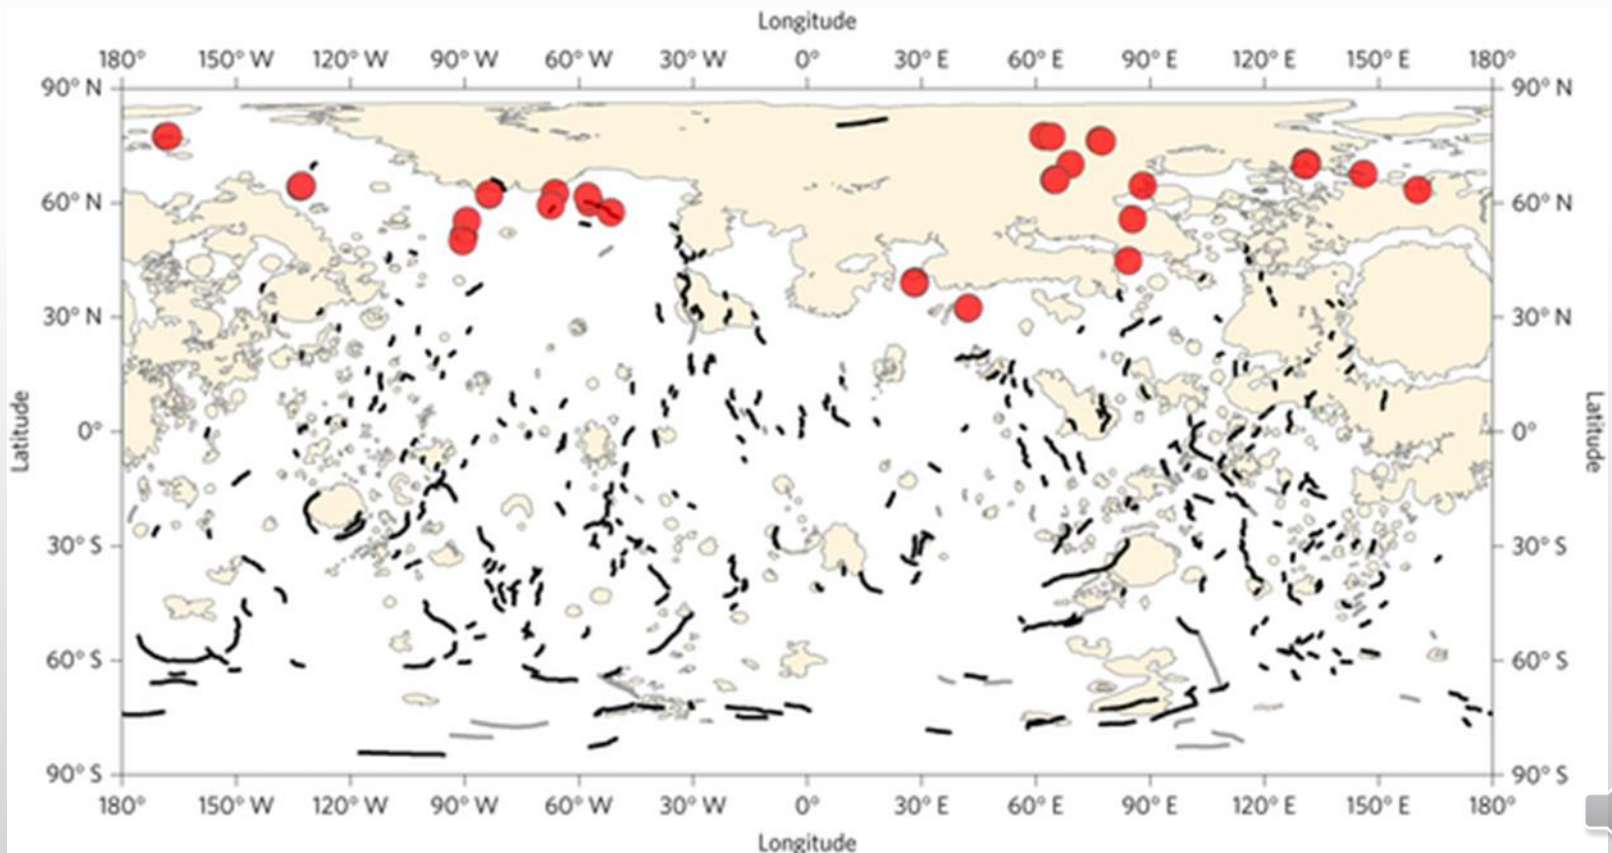 Longitude
180° 150° W 120° W 90° W 60° W 30° W 0° 30° E 60° E 90° E 120° E 150° E 180°
90° N 90° N
60° N 60° N
30° N 30° N
Latitude 0° 0° Latitude
30° S 30° S
60° S 60° S
90° S 90° S
180° 150° W 120° W 90° W 60° W 30° W 0° 30° E 60° E 90° E 120° E 150° E 180°
Longitude